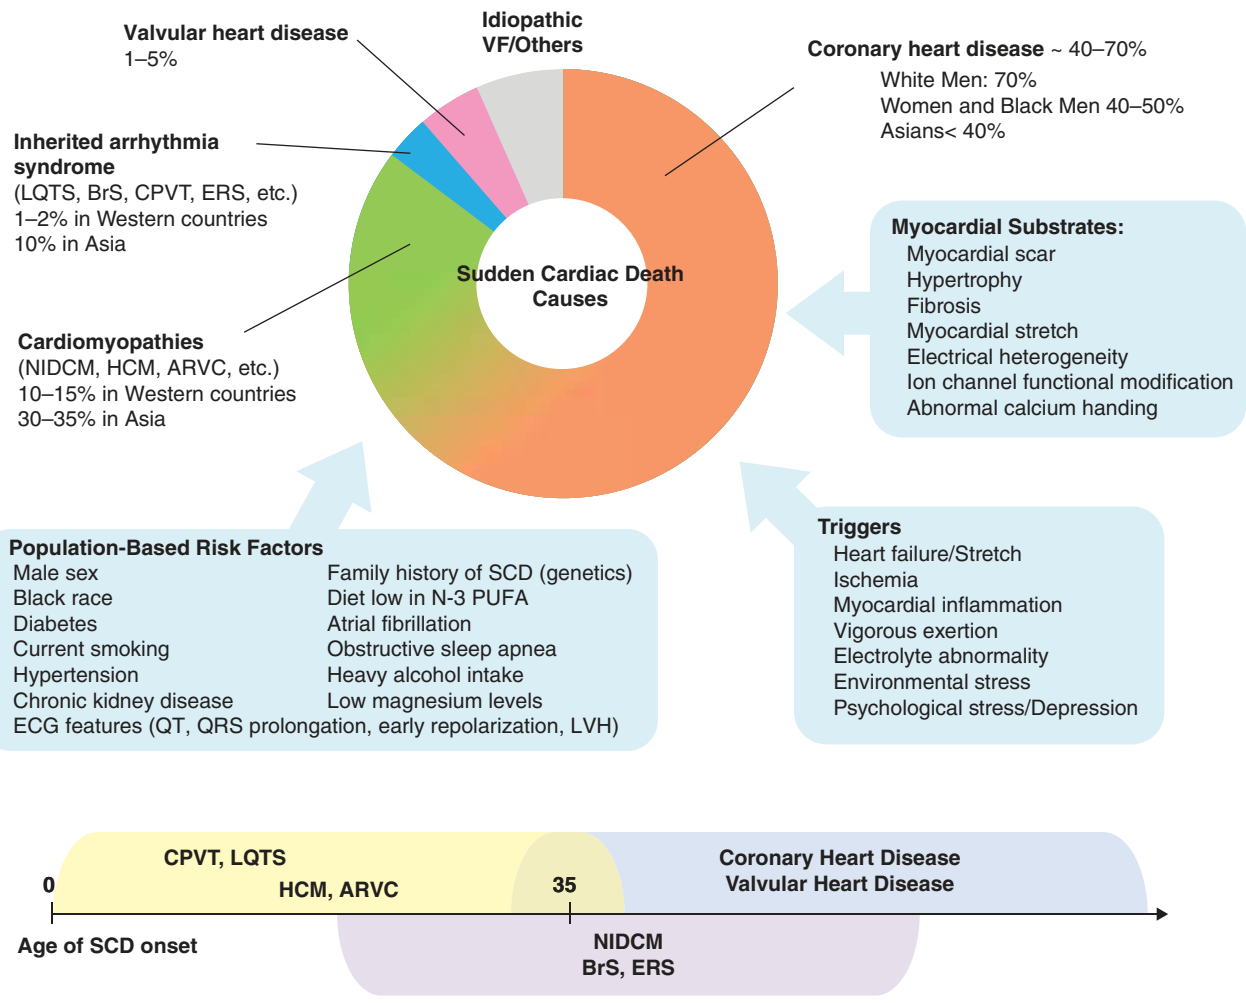 Idiopathic
VF/Others
Valvular heart disease
1–5%
Coronary heart disease ~ 40–70%
White Men: 70%
Women and Black Men 40–50%
Asians< 40%
Inherited arrhythmia
syndrome
(LQTS, BrS, CPVT, ERS, etc.)
1–2% in Western countries
10% in Asia
Cardiomyopathies
(NIDCM, HCM, ARVC, etc.)
10–15% in Western countries
30–35% in Asia
Sudden Cardiac Death
Causes
Myocardial Substrates:
Myocardial scar
Hypertrophy
Fibrosis
Myocardial stretch
Electrical heterogeneity
Ion channel functional modification
Abnormal calcium handing
Population-Based Risk Factors
Male sex
Black race
Diabetes
Current smoking
Hypertension
Chronic kidney disease
Family history of SCD (genetics)
Diet low in N-3 PUFA
Atrial fibrillation
Obstructive sleep apnea
Heavy alcohol intake
Low magnesium levels
ECG features (QT, QRS prolongation, early repolarization, LVH)
Triggers
Heart failure/Stretch
Ischemia
Myocardial inflammation
Vigorous exertion
Electrolyte abnormality
Environmental stress
Psychological stress/Depression
CPVT, LQTS
HCM, ARVC
0
35
Coronary Heart Disease
Valvular Heart Disease
Age of SCD onset
NIDCM
BrS, ERS